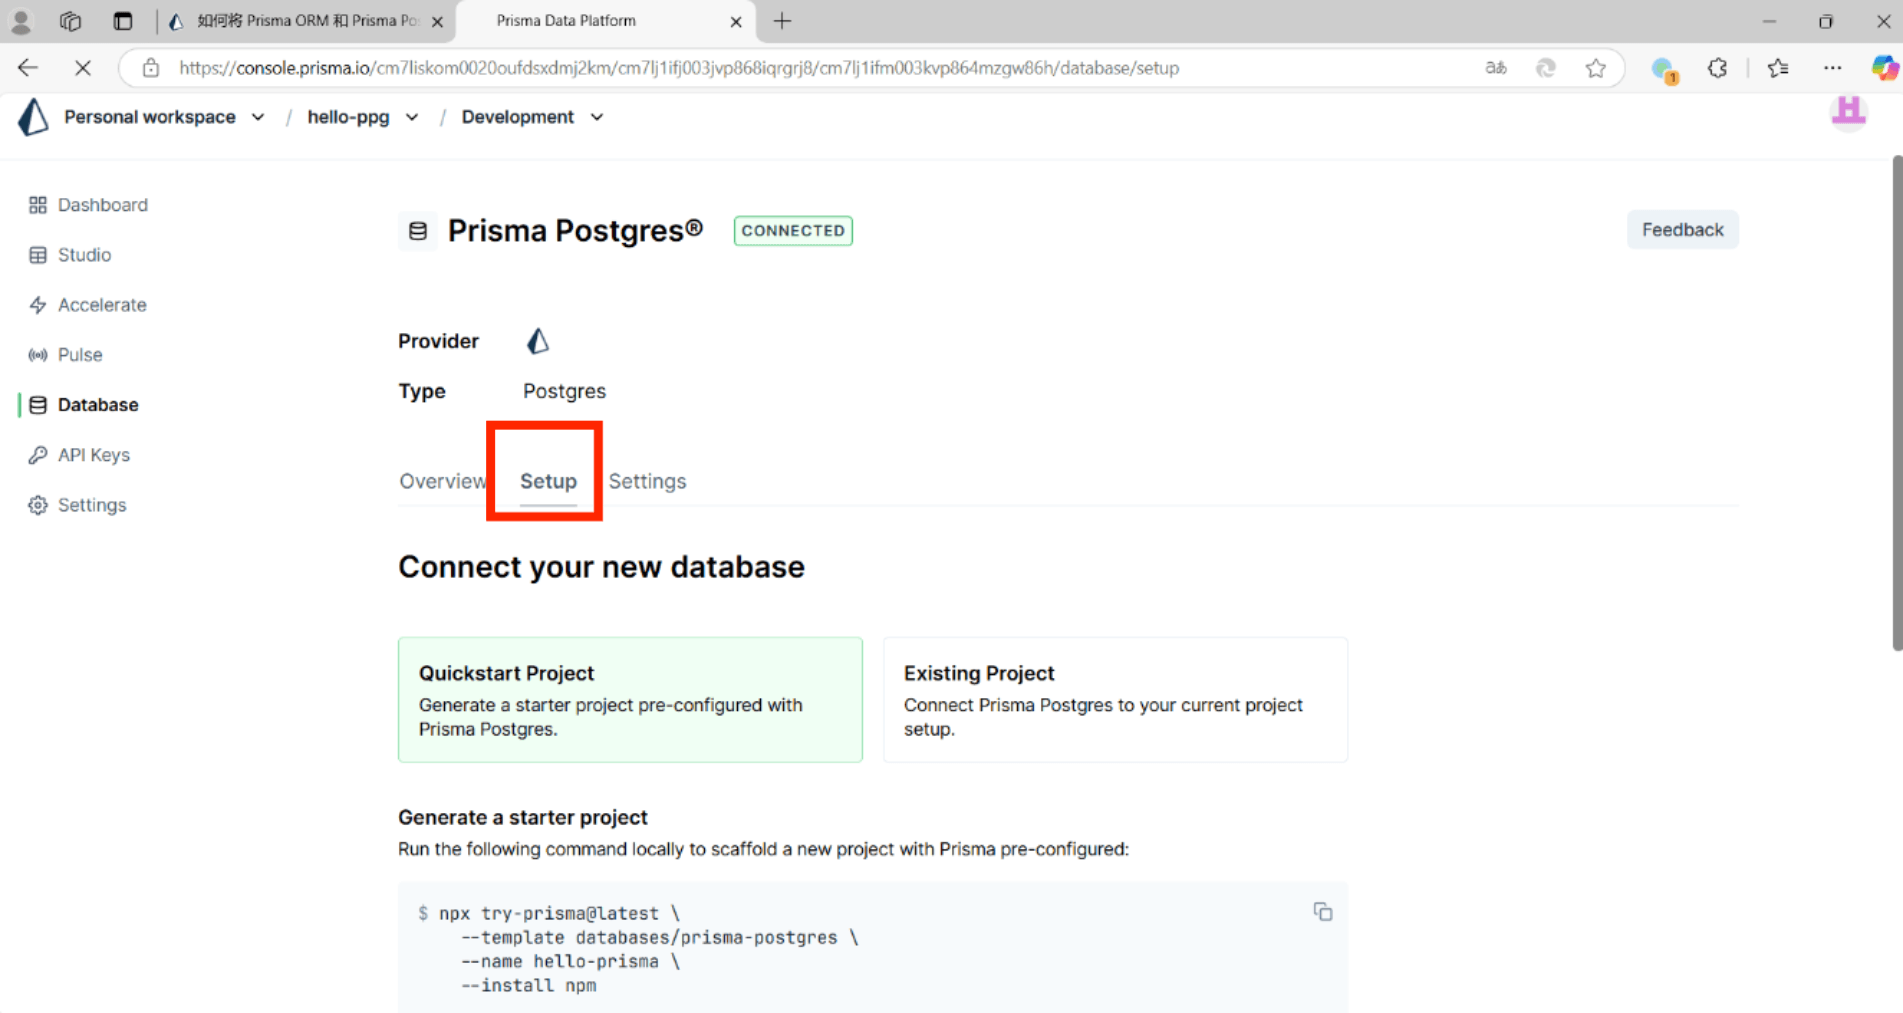 如何将 Prisma ORM 和 Prisma Po
Prisma Data Platform
https://console.prisma.io/cm7liskom0020oufdsxdmj2km/cm7lj1ifj003jvp868iqrgrj8/cm7lj1ifm003kvp864mzgw86h/database/setup
aあ
1
Personal workspace / hello-ppg / Development
Dashboard
Studio
Accelerate
Pulse
Database
API Keys
Settings
Prisma Postgres® CONNECTED
Feedback
Provider
Type Postgres
Overview Setup Settings
Connect your new database
Quickstart Project
Generate a starter project pre-configured with
Prisma Postgres.
Existing Project
Connect Prisma Postgres to your current project
setup.
Generate a starter project
Run the following command locally to scaffold a new project with Prisma pre-configured:
$ npx try-prisma@latest \
--template databases/prisma-postgres \
--name hello-prisma \
--install npm